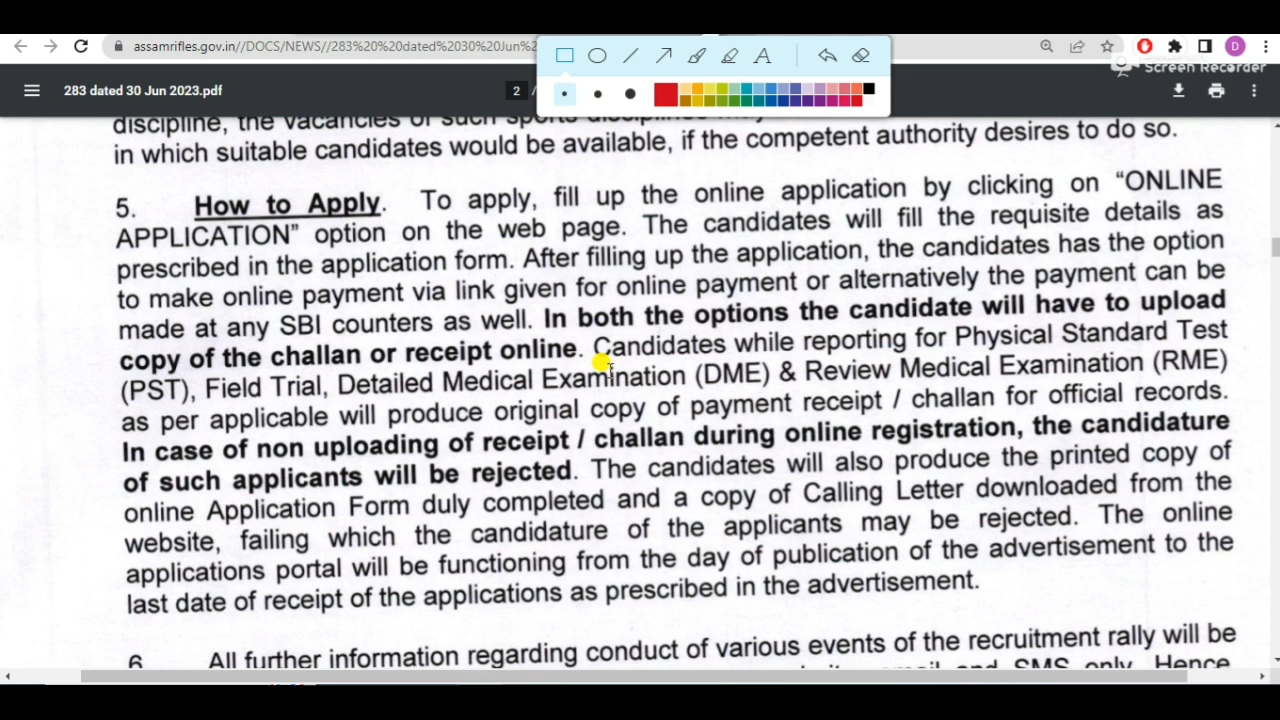 assamrifles.gov.in//DOCS/NEWS//283%20%20dated%2030%20Jun%2
D
Screen Recorder
283 dated 30 Jun 2023.pdf
2 /
A
discipline, the vacancies of such sports
in which suitable candidates would be available, if the competent authority desires to do so.
5. How to Apply. To apply, fill up the online application by clicking on “ONLINE
APPLICATION” option on the web page. The candidates will fill the requisite details as
prescribed in the application form. After filling up the application, the candidates has the option
to make online payment via link given for online payment or alternatively the payment can be
made at any SBI counters as well. In both the options the candidate will have to upload
copy of the challan or receipt online. Candidates while reporting for Physical Standard Test
(PST), Field Trial, Detailed Medical Examination (DME) & Review Medical Examination (RME)
as per applicable will produce original copy of payment receipt / challan for official records.
In case of non uploading of receipt / challan during online registration, the candidature
of such applicants will be rejected. The candidates will also produce the printed copy of
online Application Form duly completed and a copy of Calling Letter downloaded from the
website, failing which the candidature of the applicants may be rejected. The online
applications portal will be functioning from the day of publication of the advertisement to the
last date of receipt of the applications as prescribed in the advertisement.
6 All further information regarding conduct of various events of the recruitment rally will be
email and SMS only. Hence